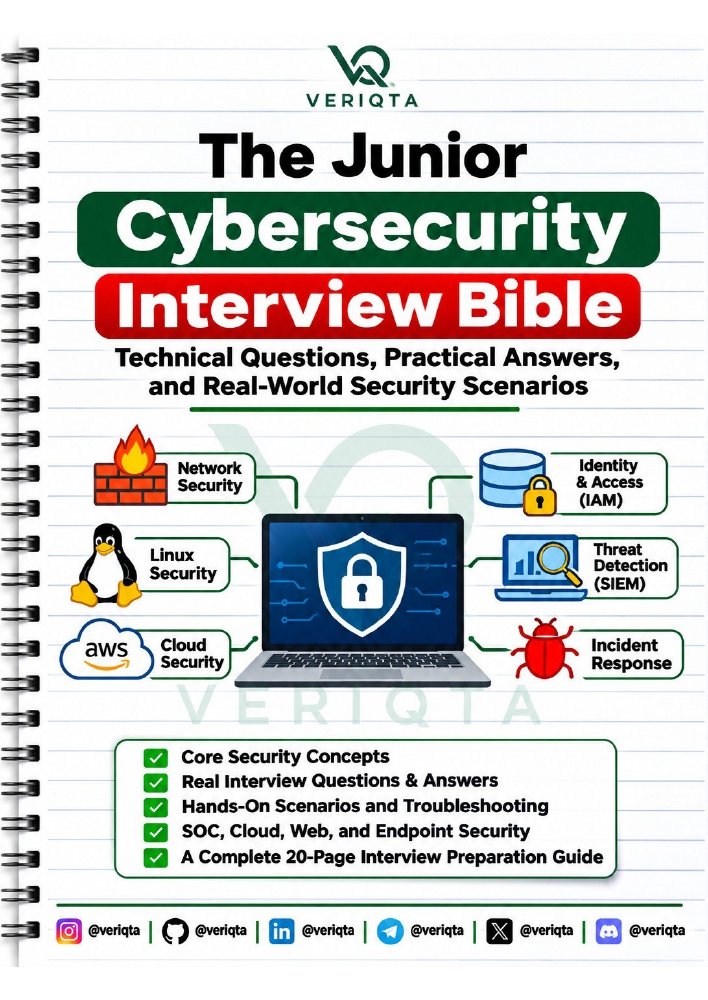 VERIQTA
The Junior
Cybersecurity
Interview Bible
Technical Questions, Practical Answers,
and Real-World Security Scenarios
Network
Security
Identity
& Access
(IAM)
Linux
Security
Threat
Detection
(SIEM)
aws
Cloud
Security
Incident
Response
VERIQTA
Core Security Concepts
Real Interview Questions & Answers
Hands-On Scenarios and Troubleshooting
SOC, Cloud, Web, and Endpoint Security
A Complete 20-Page Interview Preparation Guide
@veriqta | @veriqta | in @veriqta | @veriqta | X @veriqta | @veriqta